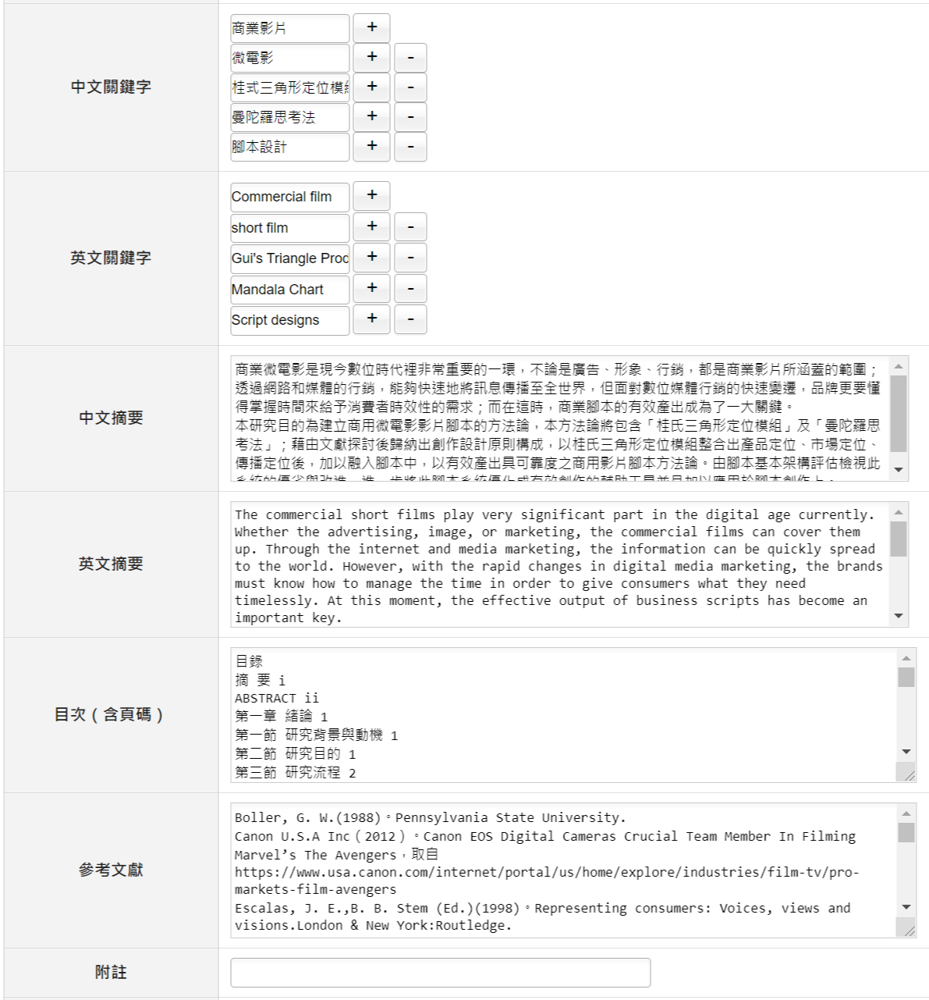 中文關鍵字
商業影片 +
微電影 + -
桂式三角形定位模 + -
曼陀羅思考法 + -
腳本設計 + -
英文關鍵字
Commercial film +
short film + -
Gui's Triangle Prod + -
Mandala Chart + -
Script designs + -
中文摘要
商業微電影是現今數位時代裡非常重要的一環，不論是廣告、形象、行銷，都是商業影片所涵蓋的範圍；
透過網路和媒體的行銷，能夠快速地將訊息傳播至全世界，但面對數位媒體行銷的快速變遷，品牌更要懂
得掌握時間來給予消費者時效性的需求；而在這時，商業腳本的有效產出成為了一大關鍵。
本研究目的為建立商用微電影影片腳本的方法論，本方法論將包含「桂氏三角形定位模組」及「曼陀羅思
考法」；藉由文獻探討後歸納出創作設計原則構成，以桂氏三角形定位模組整合出產品定位、市場定位、
傳播定位後，加以融入腳本中，以有效產出具可靠度之商用影片腳本方法論。由腳本基本架構評估檢視此
英文摘要
The commercial short films play very significant part in the digital age currently.
Whether the advertising, image, or marketing, the commercial films can cover them
up. Through the internet and media marketing, the information can be quickly spread
to the world. However, with the rapid changes in digital media marketing, the brands
must know how to manage the time in order to give consumers what they need
timelessly. At this moment, the effective output of business scripts has become an
important key.
目次（含頁碼）
目錄
摘 要 i
ABSTRACT ii
第一章 緒論 1
第一節 研究背景與動機 1
第二節 研究目的 1
第三節 研究流程 2
參考文獻
Boller, G. W.(1988)。Pennsylvania State University.
Canon U.S.A Inc（2012）。Canon EOS Digital Cameras Crucial Team Member In Filming
Marvel’s The Avengers，取自
https://www.usa.canon.com/internet/portal/us/home/explore/industries/film-tv/pro-
markets-film-avengers
Escalas, J. E.,B. B. Stem (Ed.)(1998)。Representing consumers: Voices, views and
visions.London & New York:Routledge.
附註